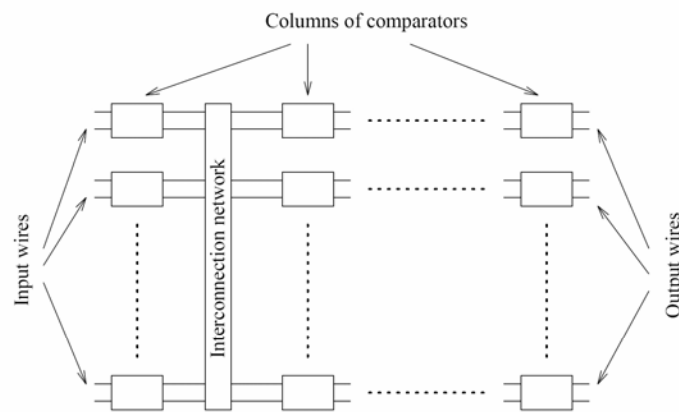 Columns of comparators
Input wires
Interconnection network
Output wires